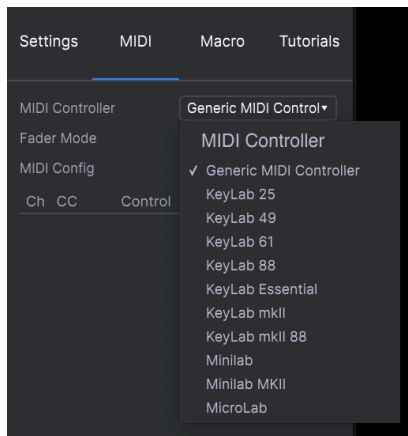 Settings MIDI Macro Tutorials
MIDI Controller Generic MIDI Control▾
Fader Mode
MIDI Config
Ch CC Control
MIDI Controller
✓ Generic MIDI Controller
KeyLab 25
KeyLab 49
KeyLab 61
KeyLab 88
KeyLab Essential
KeyLab mkII
KeyLab mkII 88
Minilab
Minilab MKII
MicroLab